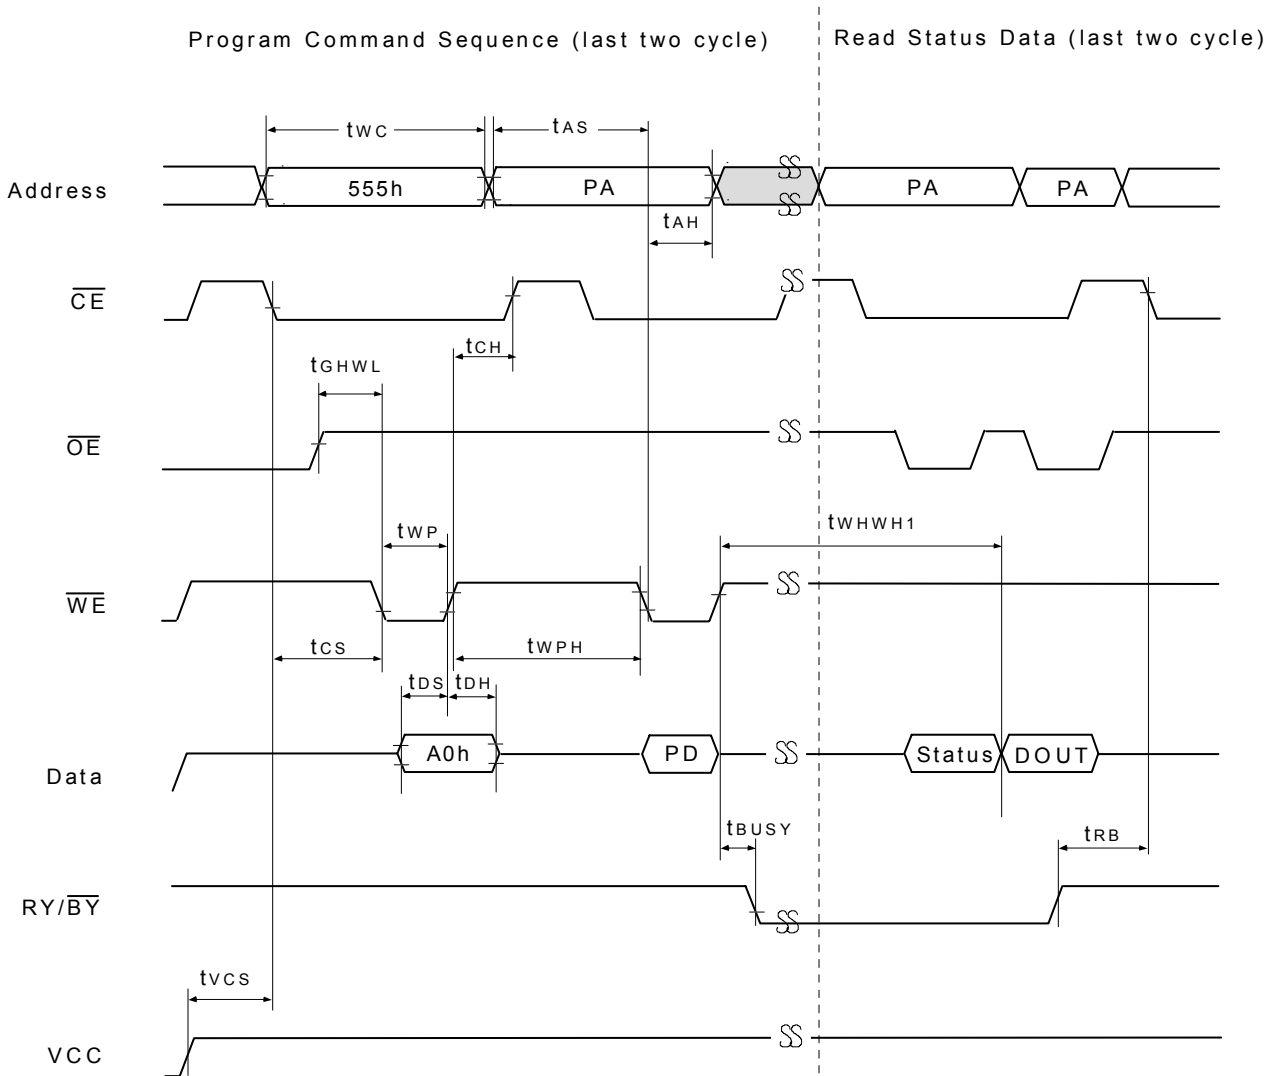 Program Command Sequence (last two cycle)
Read Status Data (last two cycle)
tWC
tAS
Address
555h
PA
PA
PA
tAH
CE
tCH
tGHWL
OE
tWHWH1
tWP
WE
tCS
tWPH
tDS
tDH
Data
A0h
PD
Status
DOUT
tBUSY
tRB
RY/BY
tVCS
VCC